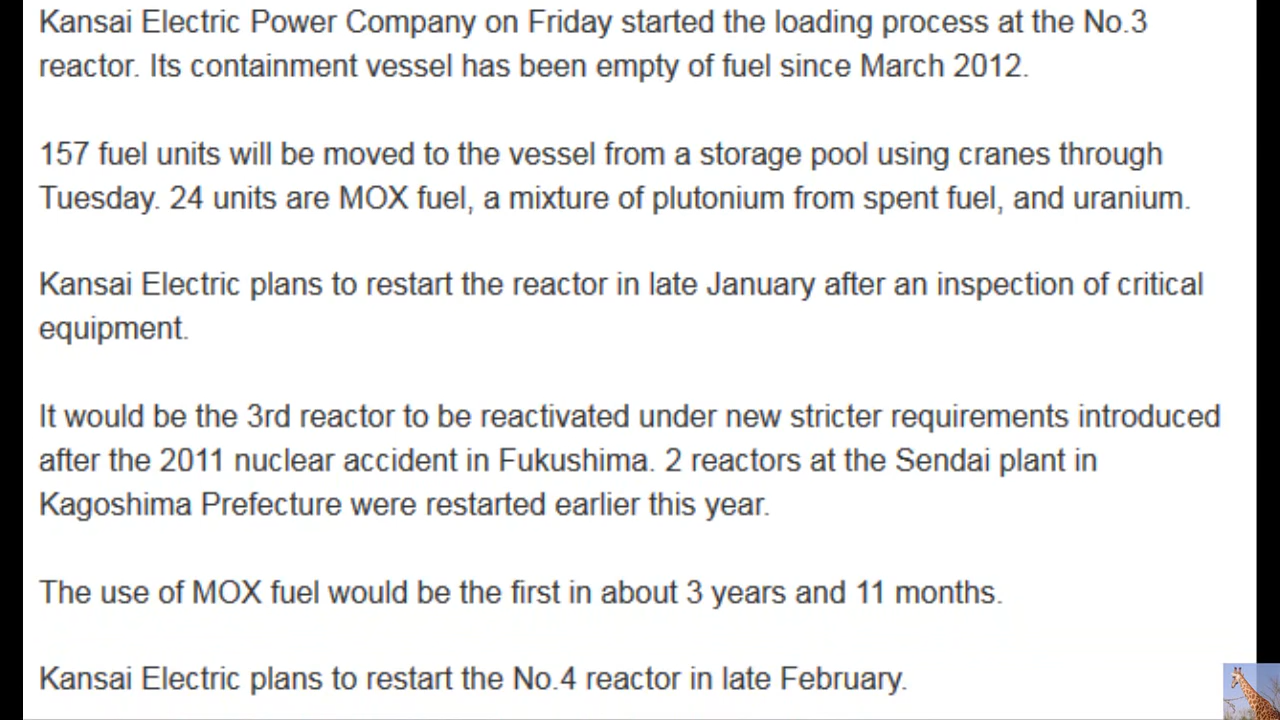 Kansai Electric Power Company on Friday started the loading process at the No.3
reactor. Its containment vessel has been empty of fuel since March 2012.
157 fuel units will be moved to the vessel from a storage pool using cranes through
Tuesday. 24 units are MOX fuel, a mixture of plutonium from spent fuel, and uranium.
Kansai Electric plans to restart the reactor in late January after an inspection of critical
equipment.
It would be the 3rd reactor to be reactivated under new stricter requirements introduced
after the 2011 nuclear accident in Fukushima. 2 reactors at the Sendai plant in
Kagoshima Prefecture were restarted earlier this year.
The use of MOX fuel would be the first in about 3 years and 11 months.
Kansai Electric plans to restart the No.4 reactor in late February.